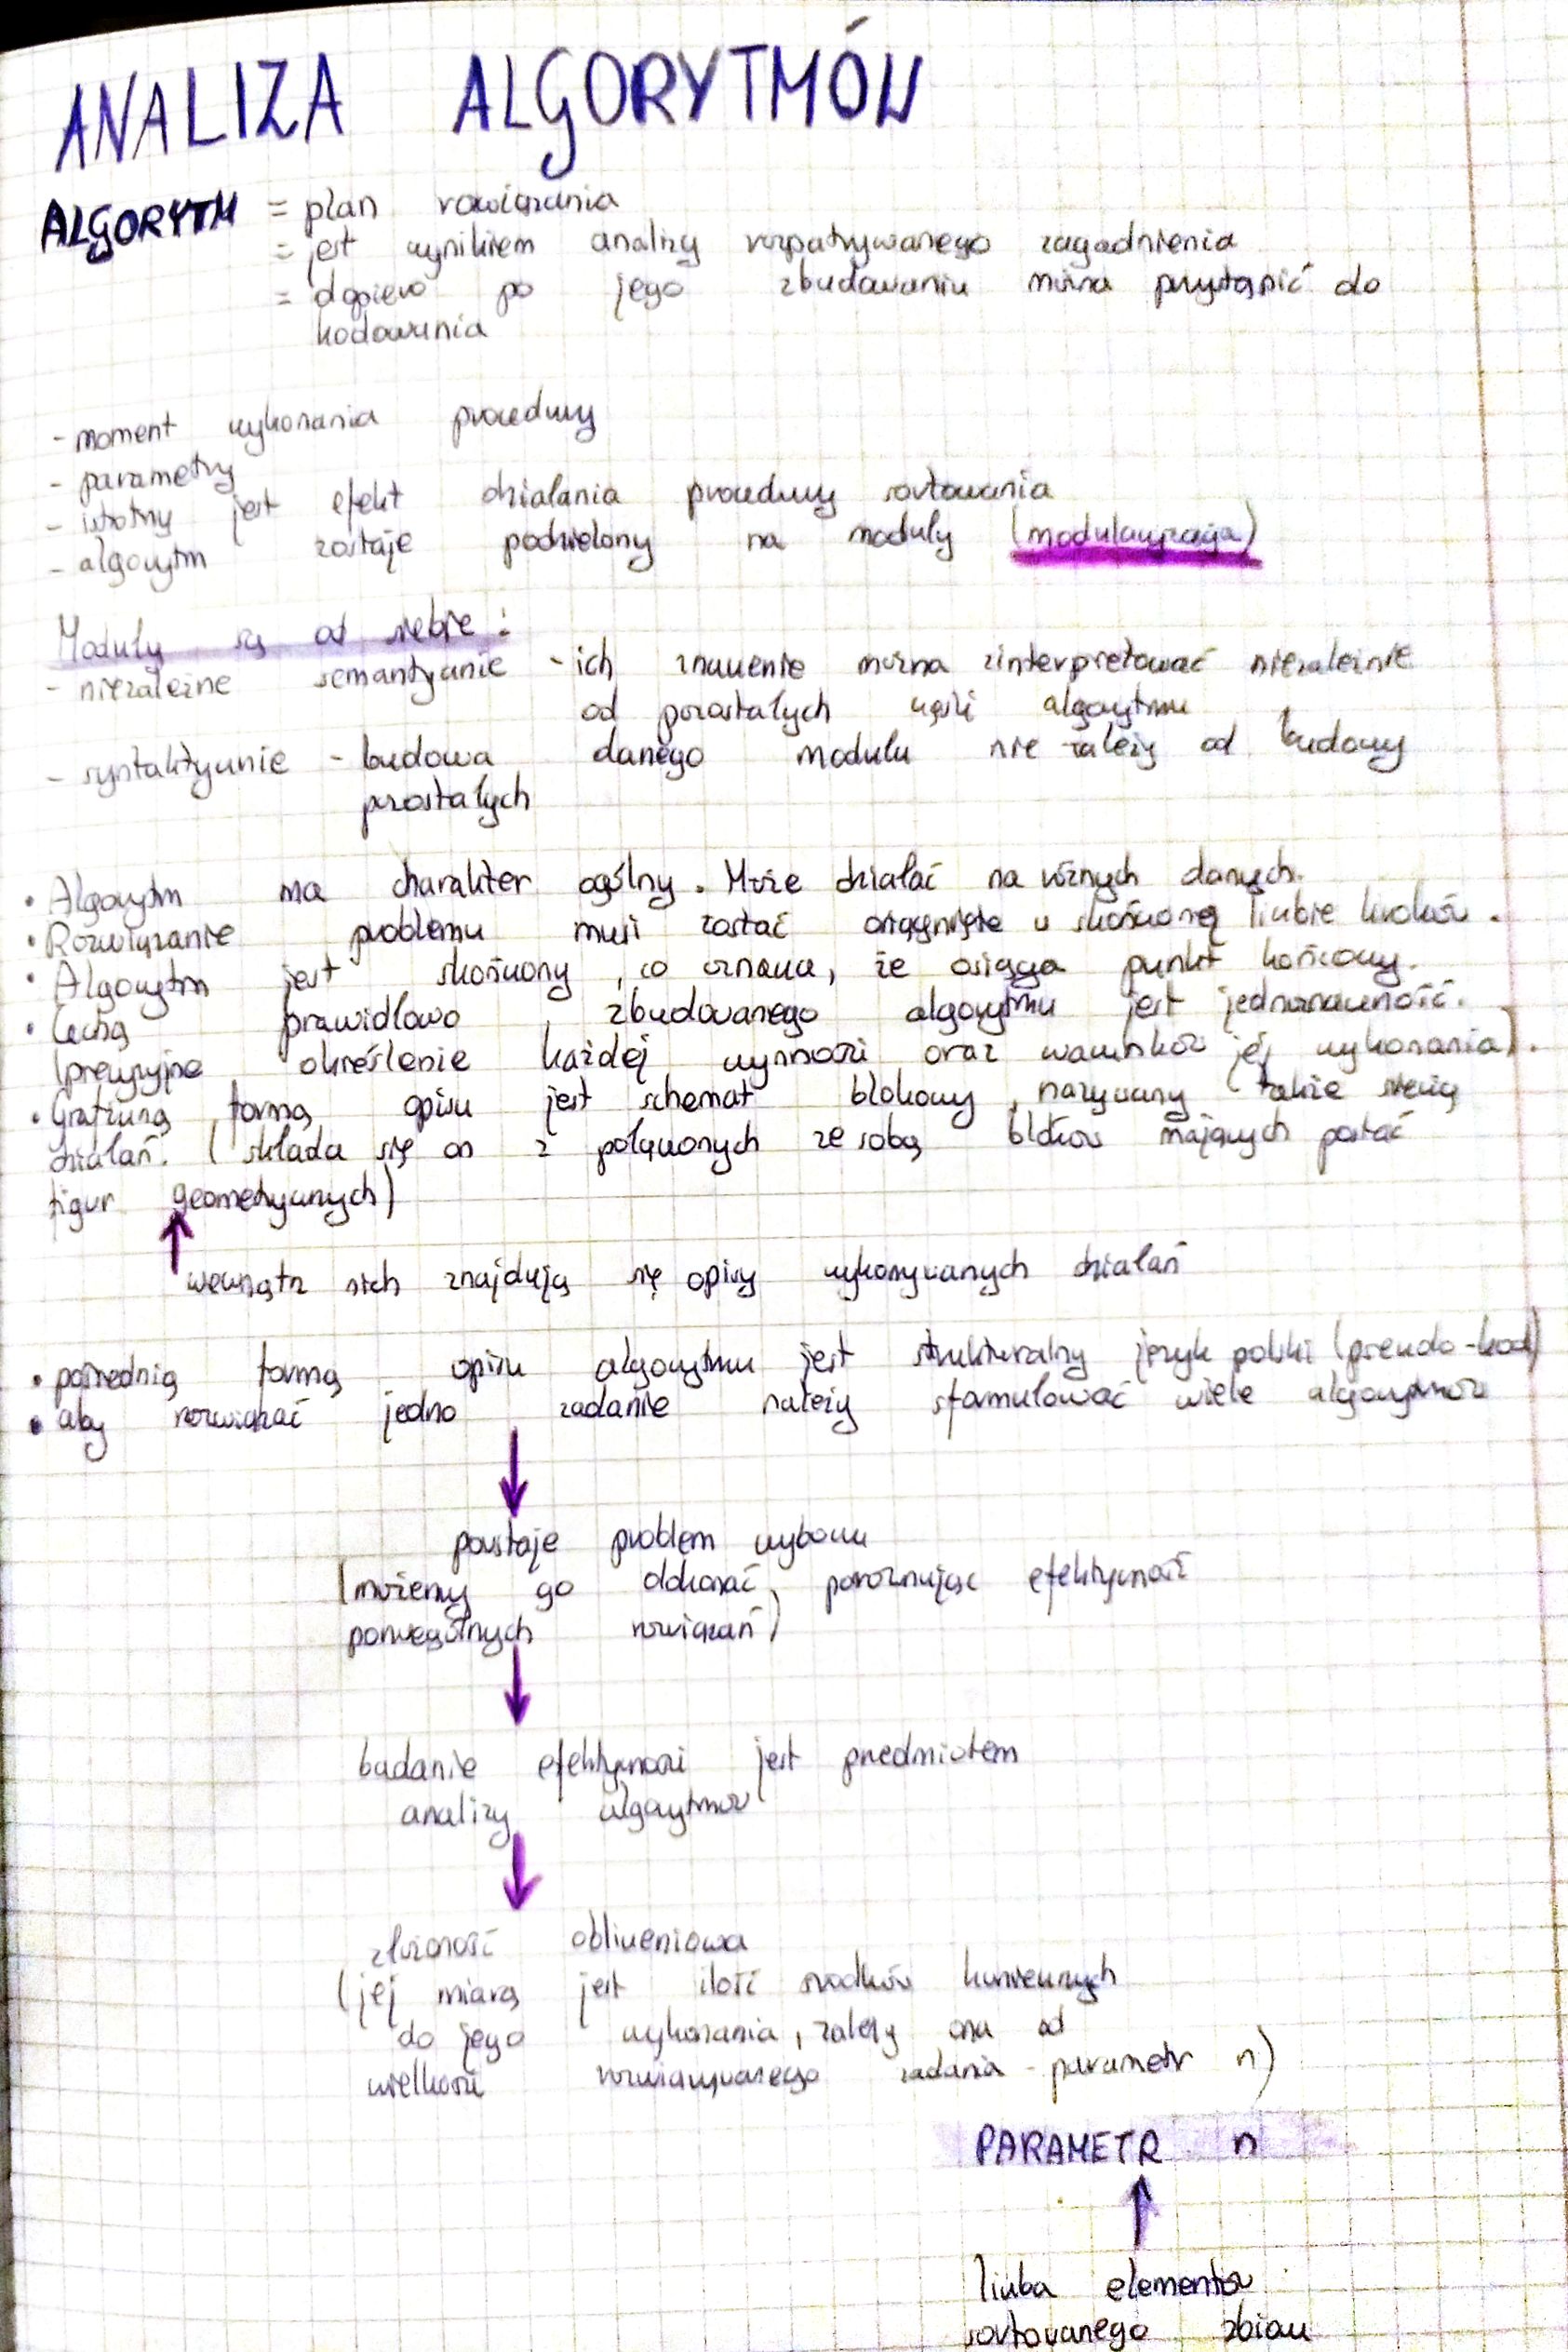 ANALIZA ALGORYTMÓW
ALGORYTM = plan rozwiązania
= jest wynikiem analizy rozpatrywanego zagadnienia
= dopiero po jego zbudowaniu można przystąpić do
kodowania
- moment wykonania procedury
- parametry
- istotny jest efekt działania procedury sortowania
- algorytm zostaje podzielony na moduły (modularyzacja)
Moduły są od siebie :
- niezależne semantycznie - ich znaczenie można zinterpretować niezależnie
od pozostałych części algorytmu
- syntaktycznie - budowa danego modułu nie zależy od budowy
pozostałych
• Algorytm ma charakter ogólny. Może działać na różnych danych.
• Rozwiązanie problemu musi zostać osiągnięte w skończonej liczbie kroków.
• Algorytm jest skończony, co oznacza, że osiąga punkt końcowy.
• Cechą prawidłowo zbudowanego algorytmu jest jednoznaczność.
(precyzyjne określenie każdej czynności oraz warunków jej wykonania).
• Graficzną formą opisu jest schemat blokowy, nazywany także siecią
działań. (składa się on z połączonych ze sobą bloków mających postać
figur geometrycznych)
wewnątrz nich znajdują się opisy wykonywanych działań
• pośrednią formą opisu algorytmu jest strukturalny język polski (pseudo-kod)
• aby rozwiązać jedno zadanie należy sformułować wiele algorytmów
powstaje problem wyboru
(możemy go dokonać, porównując efektywność
poszczególnych rozwiązań)
badanie efektywności jest przedmiotem
analizy algorytmów
złożoność obliczeniowa
(jej miarą jest ilość środków koniecznych
do jego wykonania, zależy ona od
wielkości rozwiązywanego zadania - parametr n)
PARAMETR n
liczba elementów
sortowanego zbioru